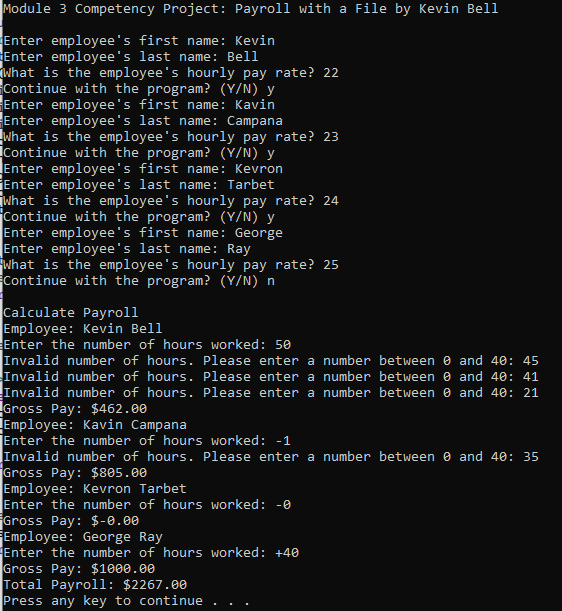 Module 3 Competency Project: Payroll with a File by Kevin Bell
Enter employee's first name: Kevin
Enter employee's last name: Bell
What is the employee's hourly pay rate? 22
Continue with the program? (Y/N) y
Enter employee's first name: Kavin
Enter employee's last name: Campana
What is the employee's hourly pay rate? 23
Continue with the program? (Y/N) y
Enter employee's first name: Kevron
Enter employee's last name: Tarbet
What is the employee's hourly pay rate? 24
Continue with the program? (Y/N) y
Enter employee's first name: George
Enter employee's last name: Ray
What is the employee's hourly pay rate? 25
Continue with the program? (Y/N) n
Calculate Payroll
Employee: Kevin Bell
Enter the number of hours worked: 50
Invalid number of hours. Please enter a number between 0 and 40: 45
Invalid number of hours. Please enter a number between 0 and 40: 41
Invalid number of hours. Please enter a number between 0 and 40: 21
Gross Pay: $462.00
Employee: Kavin Campana
Enter the number of hours worked: -1
Invalid number of hours. Please enter a number between 0 and 40: 35
Gross Pay: $805.00
Employee: Kevron Tarbet
Enter the number of hours worked: -0
Gross Pay: $-0.00
Employee: George Ray
Enter the number of hours worked: +40
Gross Pay: $1000.00
Total Payroll: $2267.00
Press any key to continue . . .